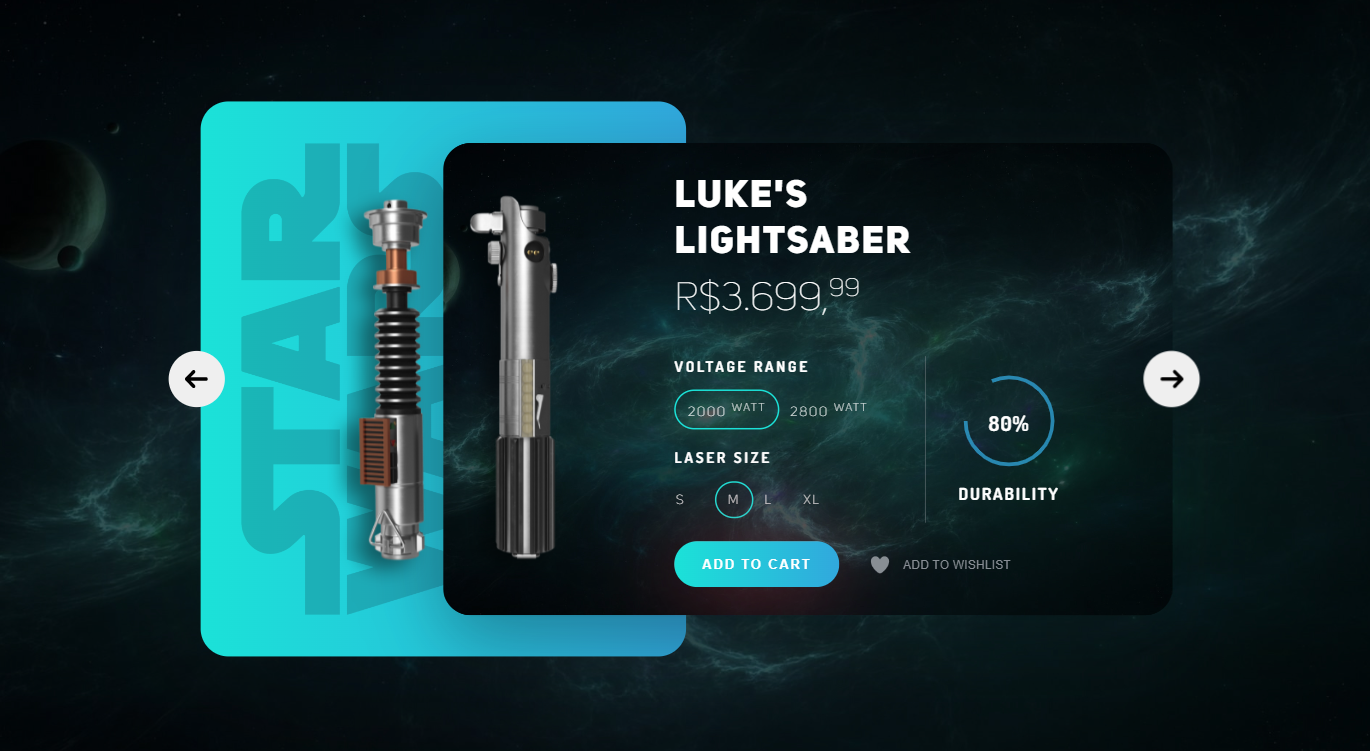 STAR
WARS
LUKE'S
LIGHTSABER
R$3.699,99
VOLTAGE RANGE
2000 WATT 2800 WATT
LASER SIZE
S M L XL
80%
DURABILITY
ADD TO CART
ADD TO WISHLIST